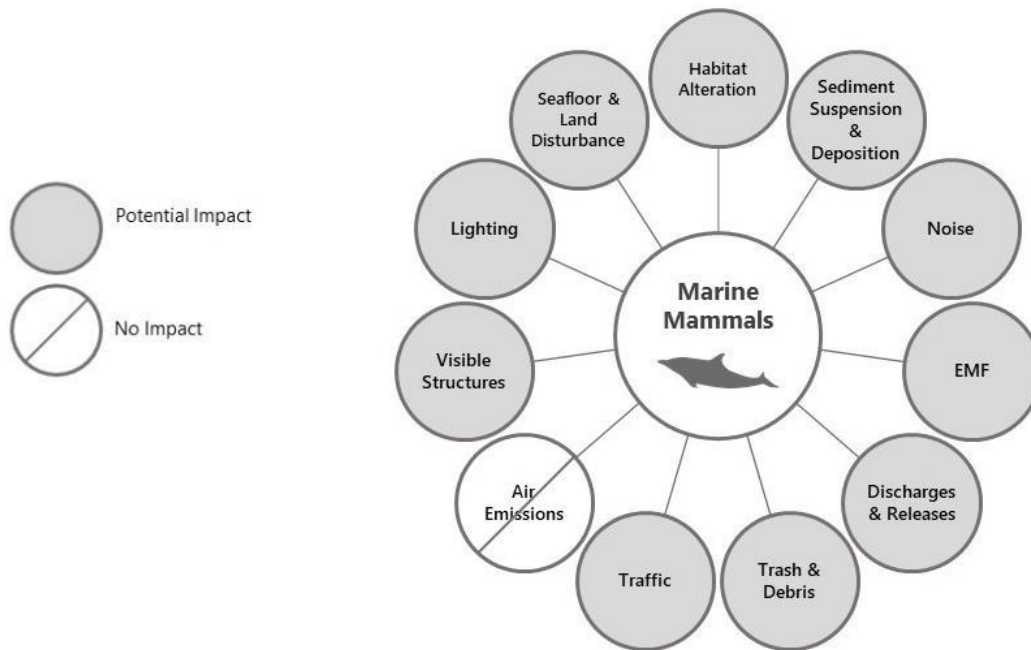 Potential Impact
No Impact
Marine
Mammals
Habitat
Alteration
Sediment
Suspension
&
Deposition
Noise
EMF
Discharges
& Releases
Trash &
Debris
Traffic
Air
Emissions
Visible
Structures
Lighting
Seafloor &
Land
Disturbance